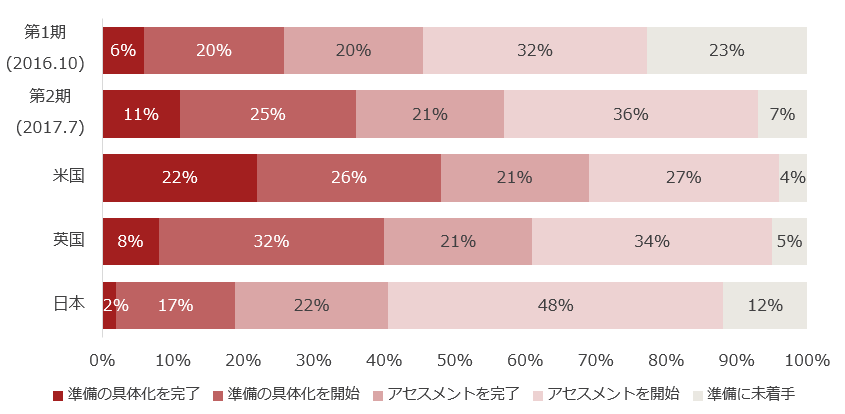 第1期
(2016.10)
6% 20% 20% 32% 23%
第2期
(2017.7)
11% 25% 21% 36% 7%
米国 22% 26% 21% 27% 4%
英国 8% 32% 21% 34% 5%
日本 2% 17% 22% 48% 12%
0% 10% 20% 30% 40% 50% 60% 70% 80% 90% 100%
準備の具体化を完了 準備の具体化を開始 アセスメントを完了 アセスメントを開始 準備に未着手